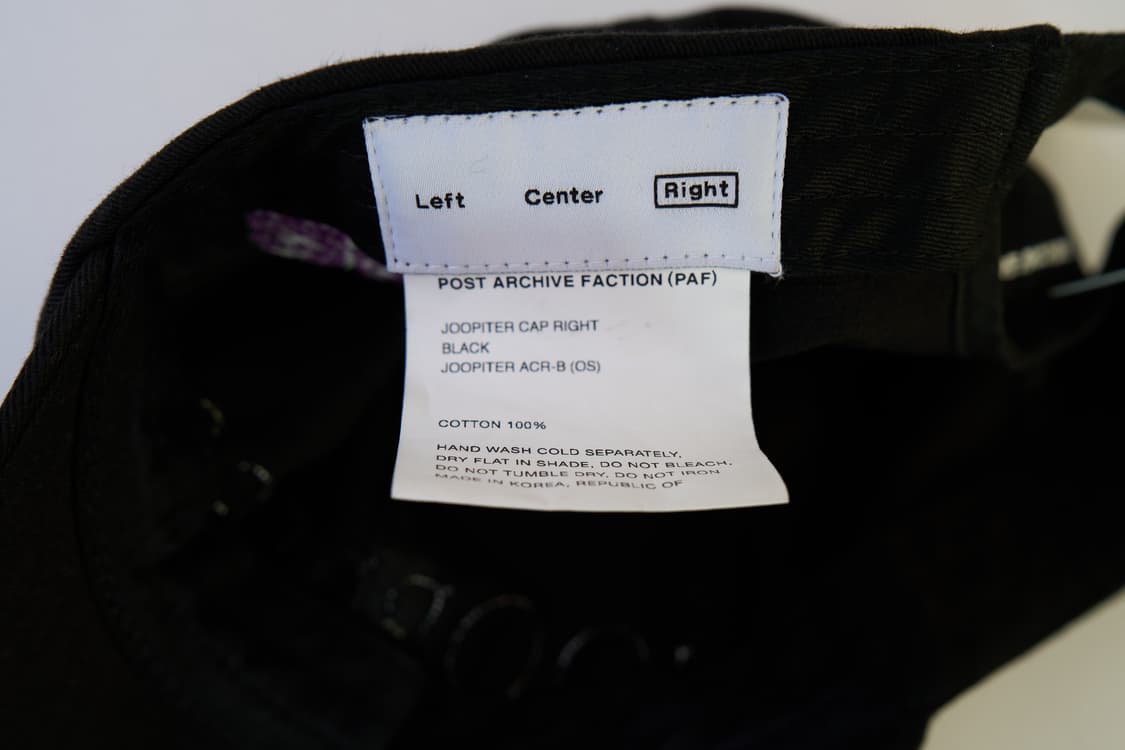 Left Center Right
POST ARCHIVE FACTION (PAF)
JOOPITER CAP RIGHT
BLACK
JOOPITER ACR-B (OS)
COTTON 100%
HAND WASH COLD SEPARATELY,
DRY FLAT IN SHADE, DO NOT BLEACH.
DO NOT TUMBLE DRY, DO NOT IRON
MADE IN KOREA, REPUBLIC OF